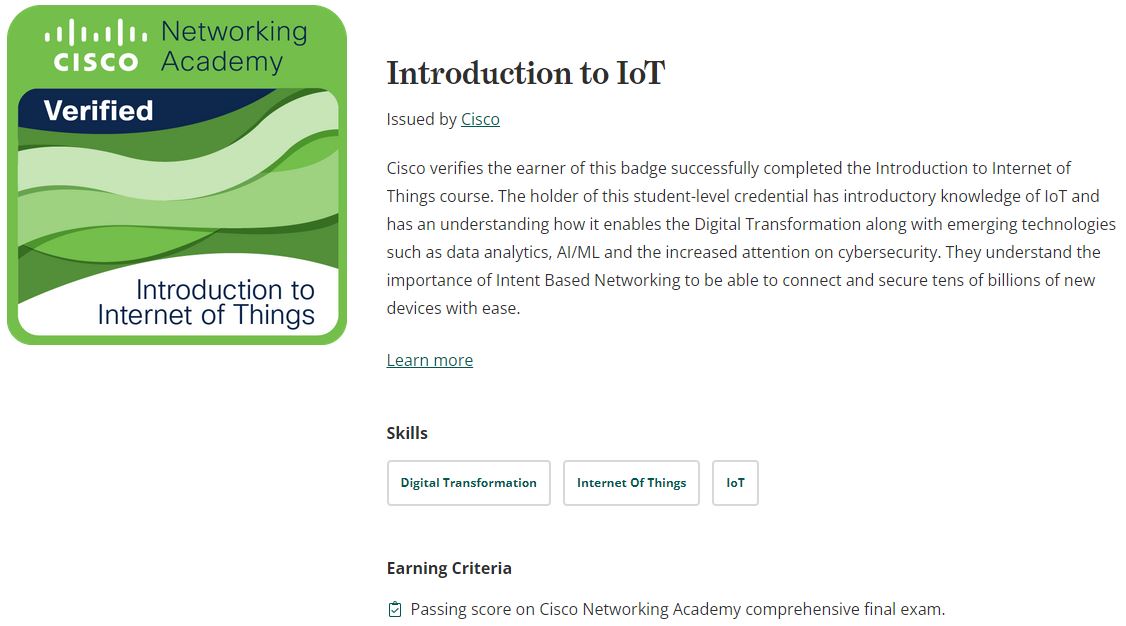 Networking
CISCO Academy
Verified
Introduction to
Internet of Things
Introduction to IoT
Issued by Cisco
Cisco verifies the earner of this badge successfully completed the Introduction to Internet of
Things course. The holder of this student-level credential has introductory knowledge of IoT and
has an understanding how it enables the Digital Transformation along with emerging technologies
such as data analytics, AI/ML and the increased attention on cybersecurity. They understand the
importance of Intent Based Networking to be able to connect and secure tens of billions of new
devices with ease.
Learn more
Skills
Digital Transformation Internet Of Things IoT
Earning Criteria
Passing score on Cisco Networking Academy comprehensive final exam.